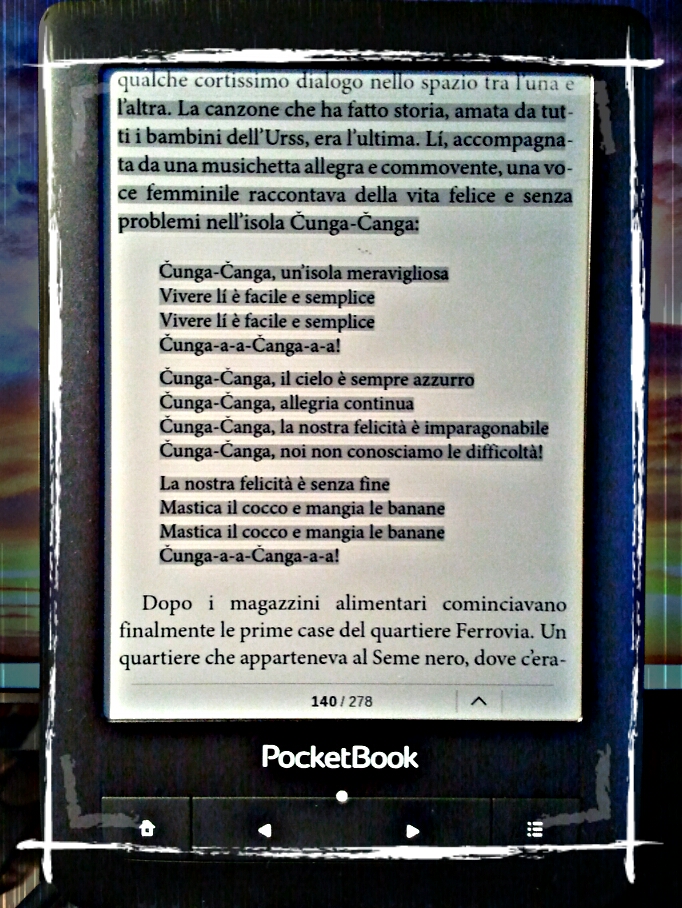 qualche cortissimo dialogo nello spazio tra l'una e
l'altra. La canzone che ha fatto storia, amata da tut-
ti i bambini dell'Urss, era l'ultima. Lí, accompagna-
ta da una musichetta allegra e commovente, una vo-
ce femminile raccontava della vita felice e senza
problemi nell'isola Čunga-Čanga:
Čunga-Čanga, un'isola meravigliosa
Vivere lí è facile e semplice
Vivere lí è facile e semplice
Čunga-a-a-Čanga-a-a!
Čunga-Čanga, il cielo è sempre azzurro
Čunga-Čanga, allegria continua
Čunga-Čanga, la nostra felicità è imparagonabile
Čunga-Čanga, noi non conosciamo le difficoltà!
La nostra felicità è senza fine
Mastica il cocco e mangia le banane
Mastica il cocco e mangia le banane
Čunga-a-a-Čanga-a-a!
Dopo i magazzini alimentari cominciavano
finalmente le prime case del quartiere Ferrovia. Un
quartiere che apparteneva al Seme nero, dove c'era-
140 / 278
PocketBook